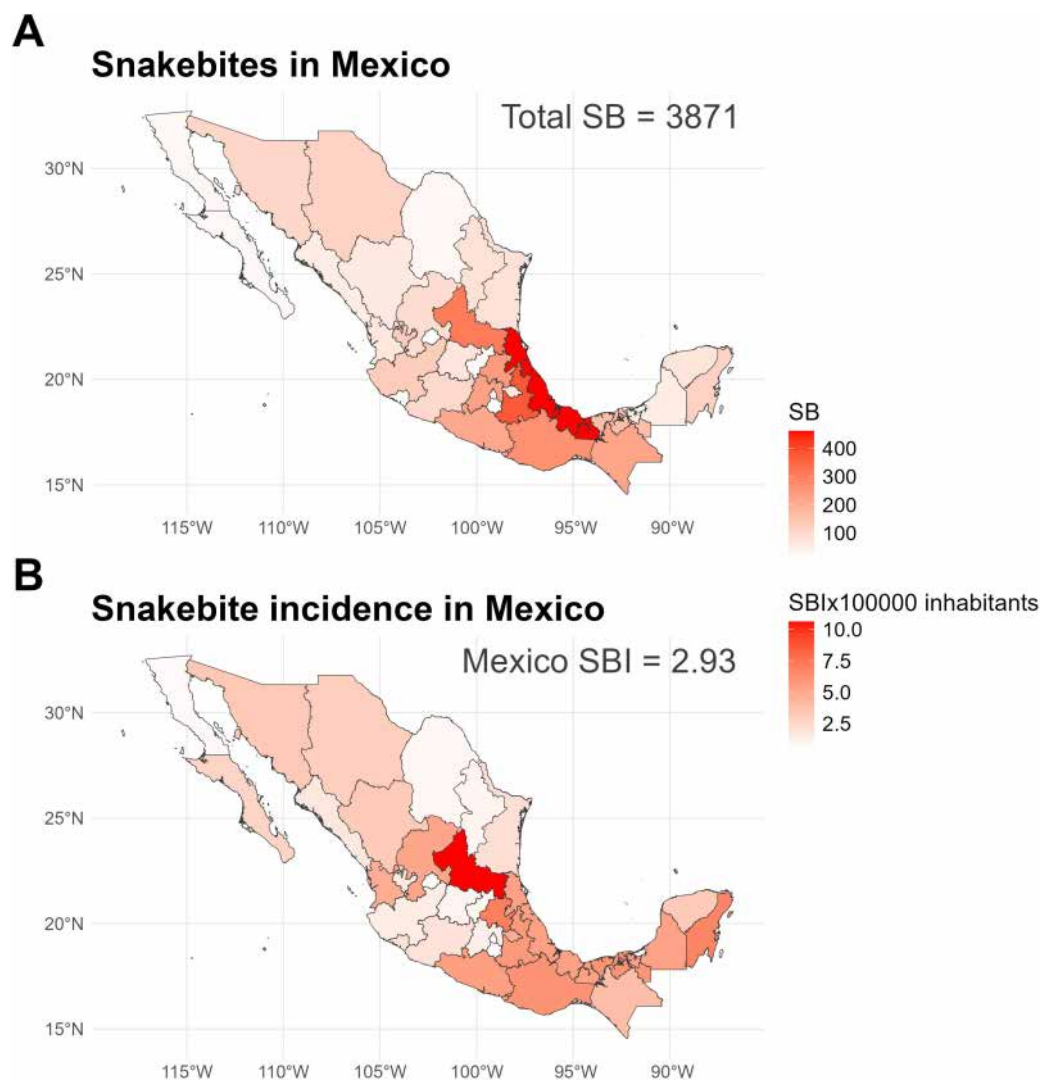 A
Snakebites in Mexico
Total SB = 3871
30°N
25°N
20°N
15°N
115°W 110°W 105°W 100°W 95°W 90°W
SB
400
300
200
100
B
Snakebite incidence in Mexico
Mexico SBI = 2.93
30°N
25°N
20°N
15°N
115°W 110°W 105°W 100°W 95°W 90°W
SBIx100000 inhabitants
10.0
7.5
5.0
2.5